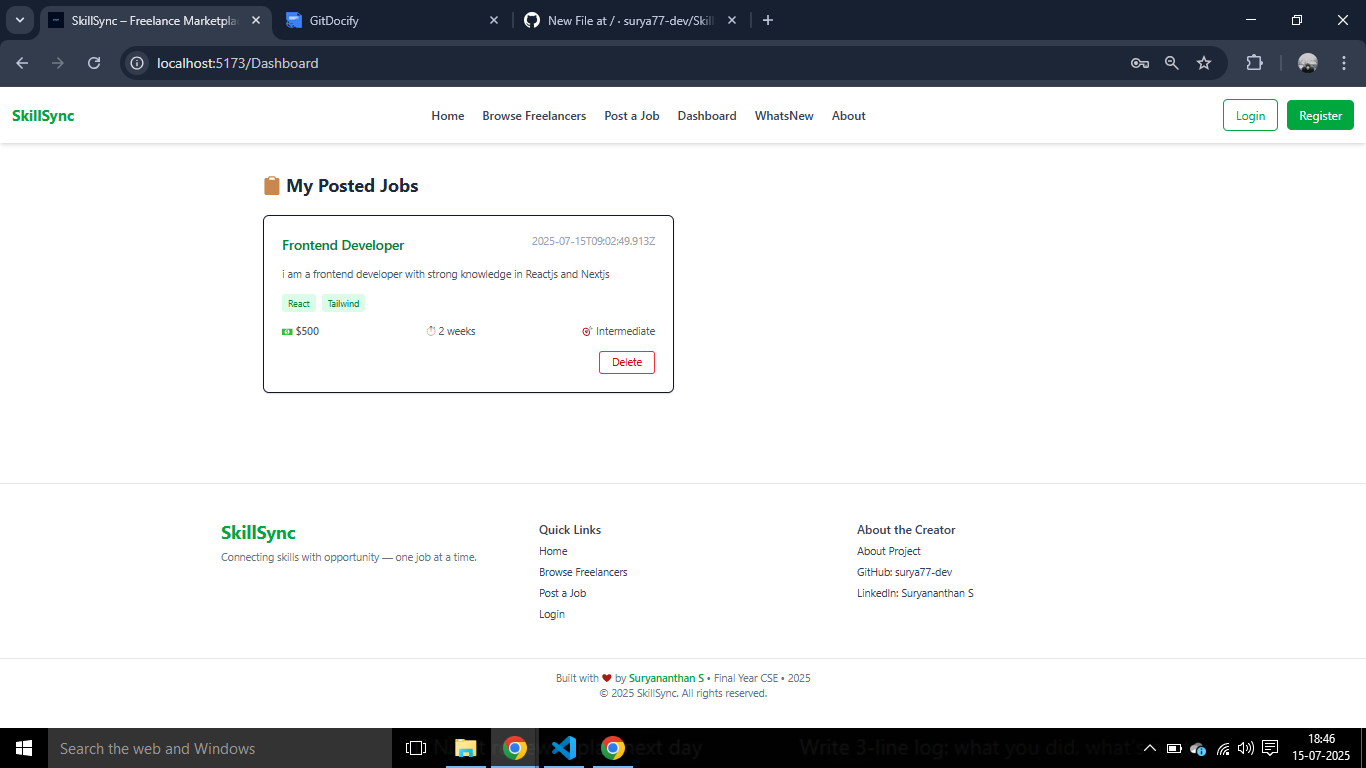 SkillSync – Freelance Marketpla
GitDocify
New File at / · surya77-dev/Skil
localhost:5173/Dashboard
SkillSync
Home
Browse Freelancers
Post a Job
Dashboard
WhatsNew
About
Login
Register
My Posted Jobs
Frontend Developer
2025-07-15T09:02:49.913Z
i am a frontend developer with strong knowledge in Reactjs and Nextjs
React
Tailwind
$500
2 weeks
Intermediate
Delete
SkillSync
Connecting skills with opportunity — one job at a time.
Quick Links
Home
Browse Freelancers
Post a Job
Login
About the Creator
About Project
GitHub: surya77-dev
LinkedIn: Suryananthan S
Built with ❤ by Suryananthan S • Final Year CSE • 2025
© 2025 SkillSync. All rights reserved.
Search the web and Windows
next day
Write 3-line log: what you did, what'
18:46
15-07-2025